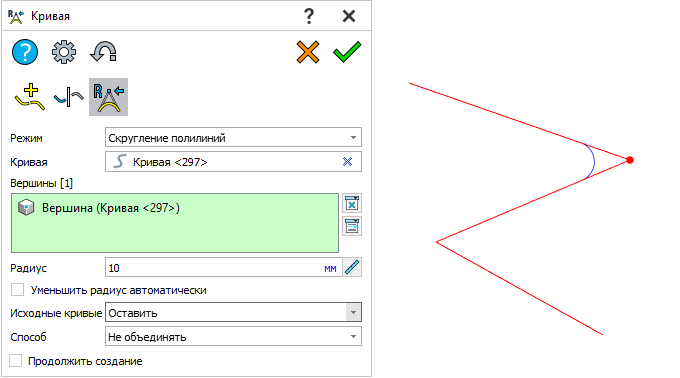 Кривая
?
?
R
Режим
Скругление полилиний
Кривая
Кривая <297>
Вершины [1]
Вершина (Кривая <297>)
Радиус
10
мм
Уменьшить радиус автоматически
Исходные кривые
Оставить
Способ
Не объединять
Продолжить создание